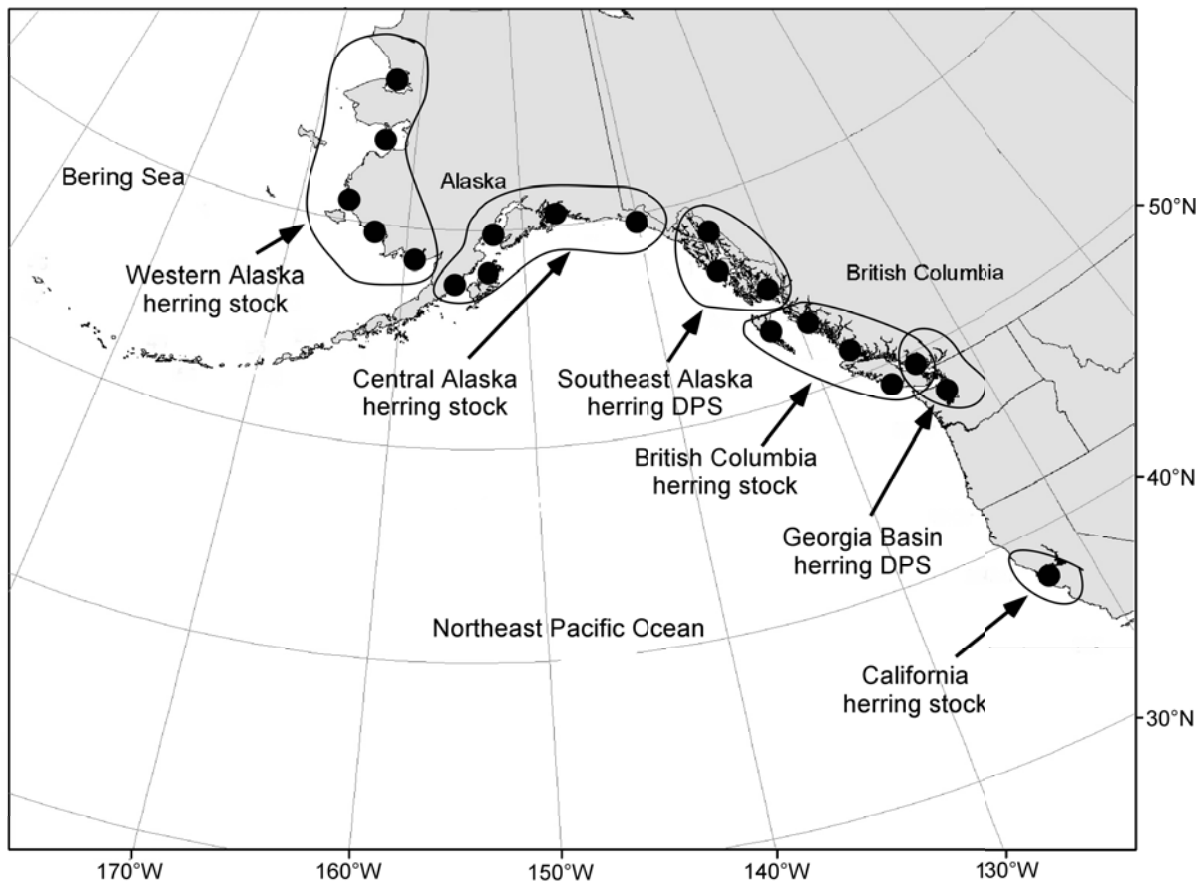 Bering Sea
Alaska
50°N
Western Alaska
herring stock
British Columbia
Central Alaska
herring stock
Southeast Alaska
herring DPS
British Columbia
herring stock
40°N
Georgia Basin
herring DPS
Northeast Pacific Ocean
California
herring stock
30°N
170°W
160°W
150°W
140°W
130°W